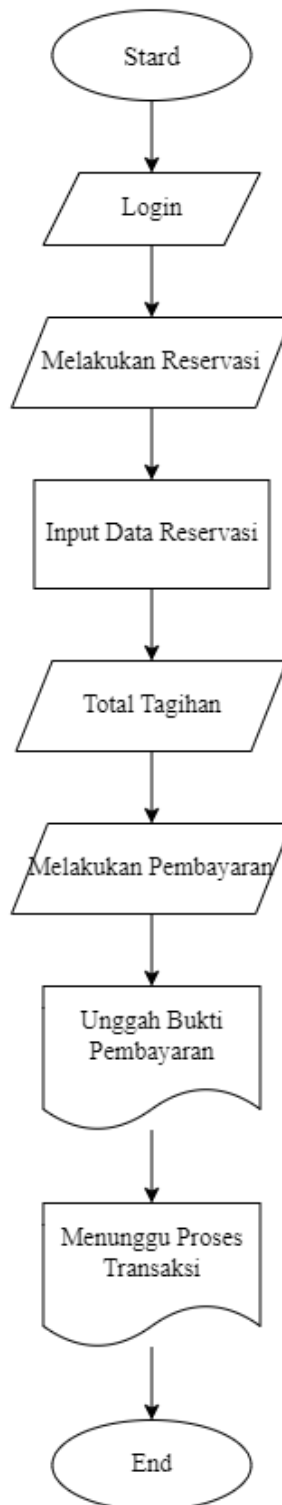 Stard
Login
Melakukan Reservasi
Input Data Reservasi
Total Tagihan
Melakukan Pembayaran
Unggah Bukti
Pembayaran
Menunggu Proses
Transaksi
End